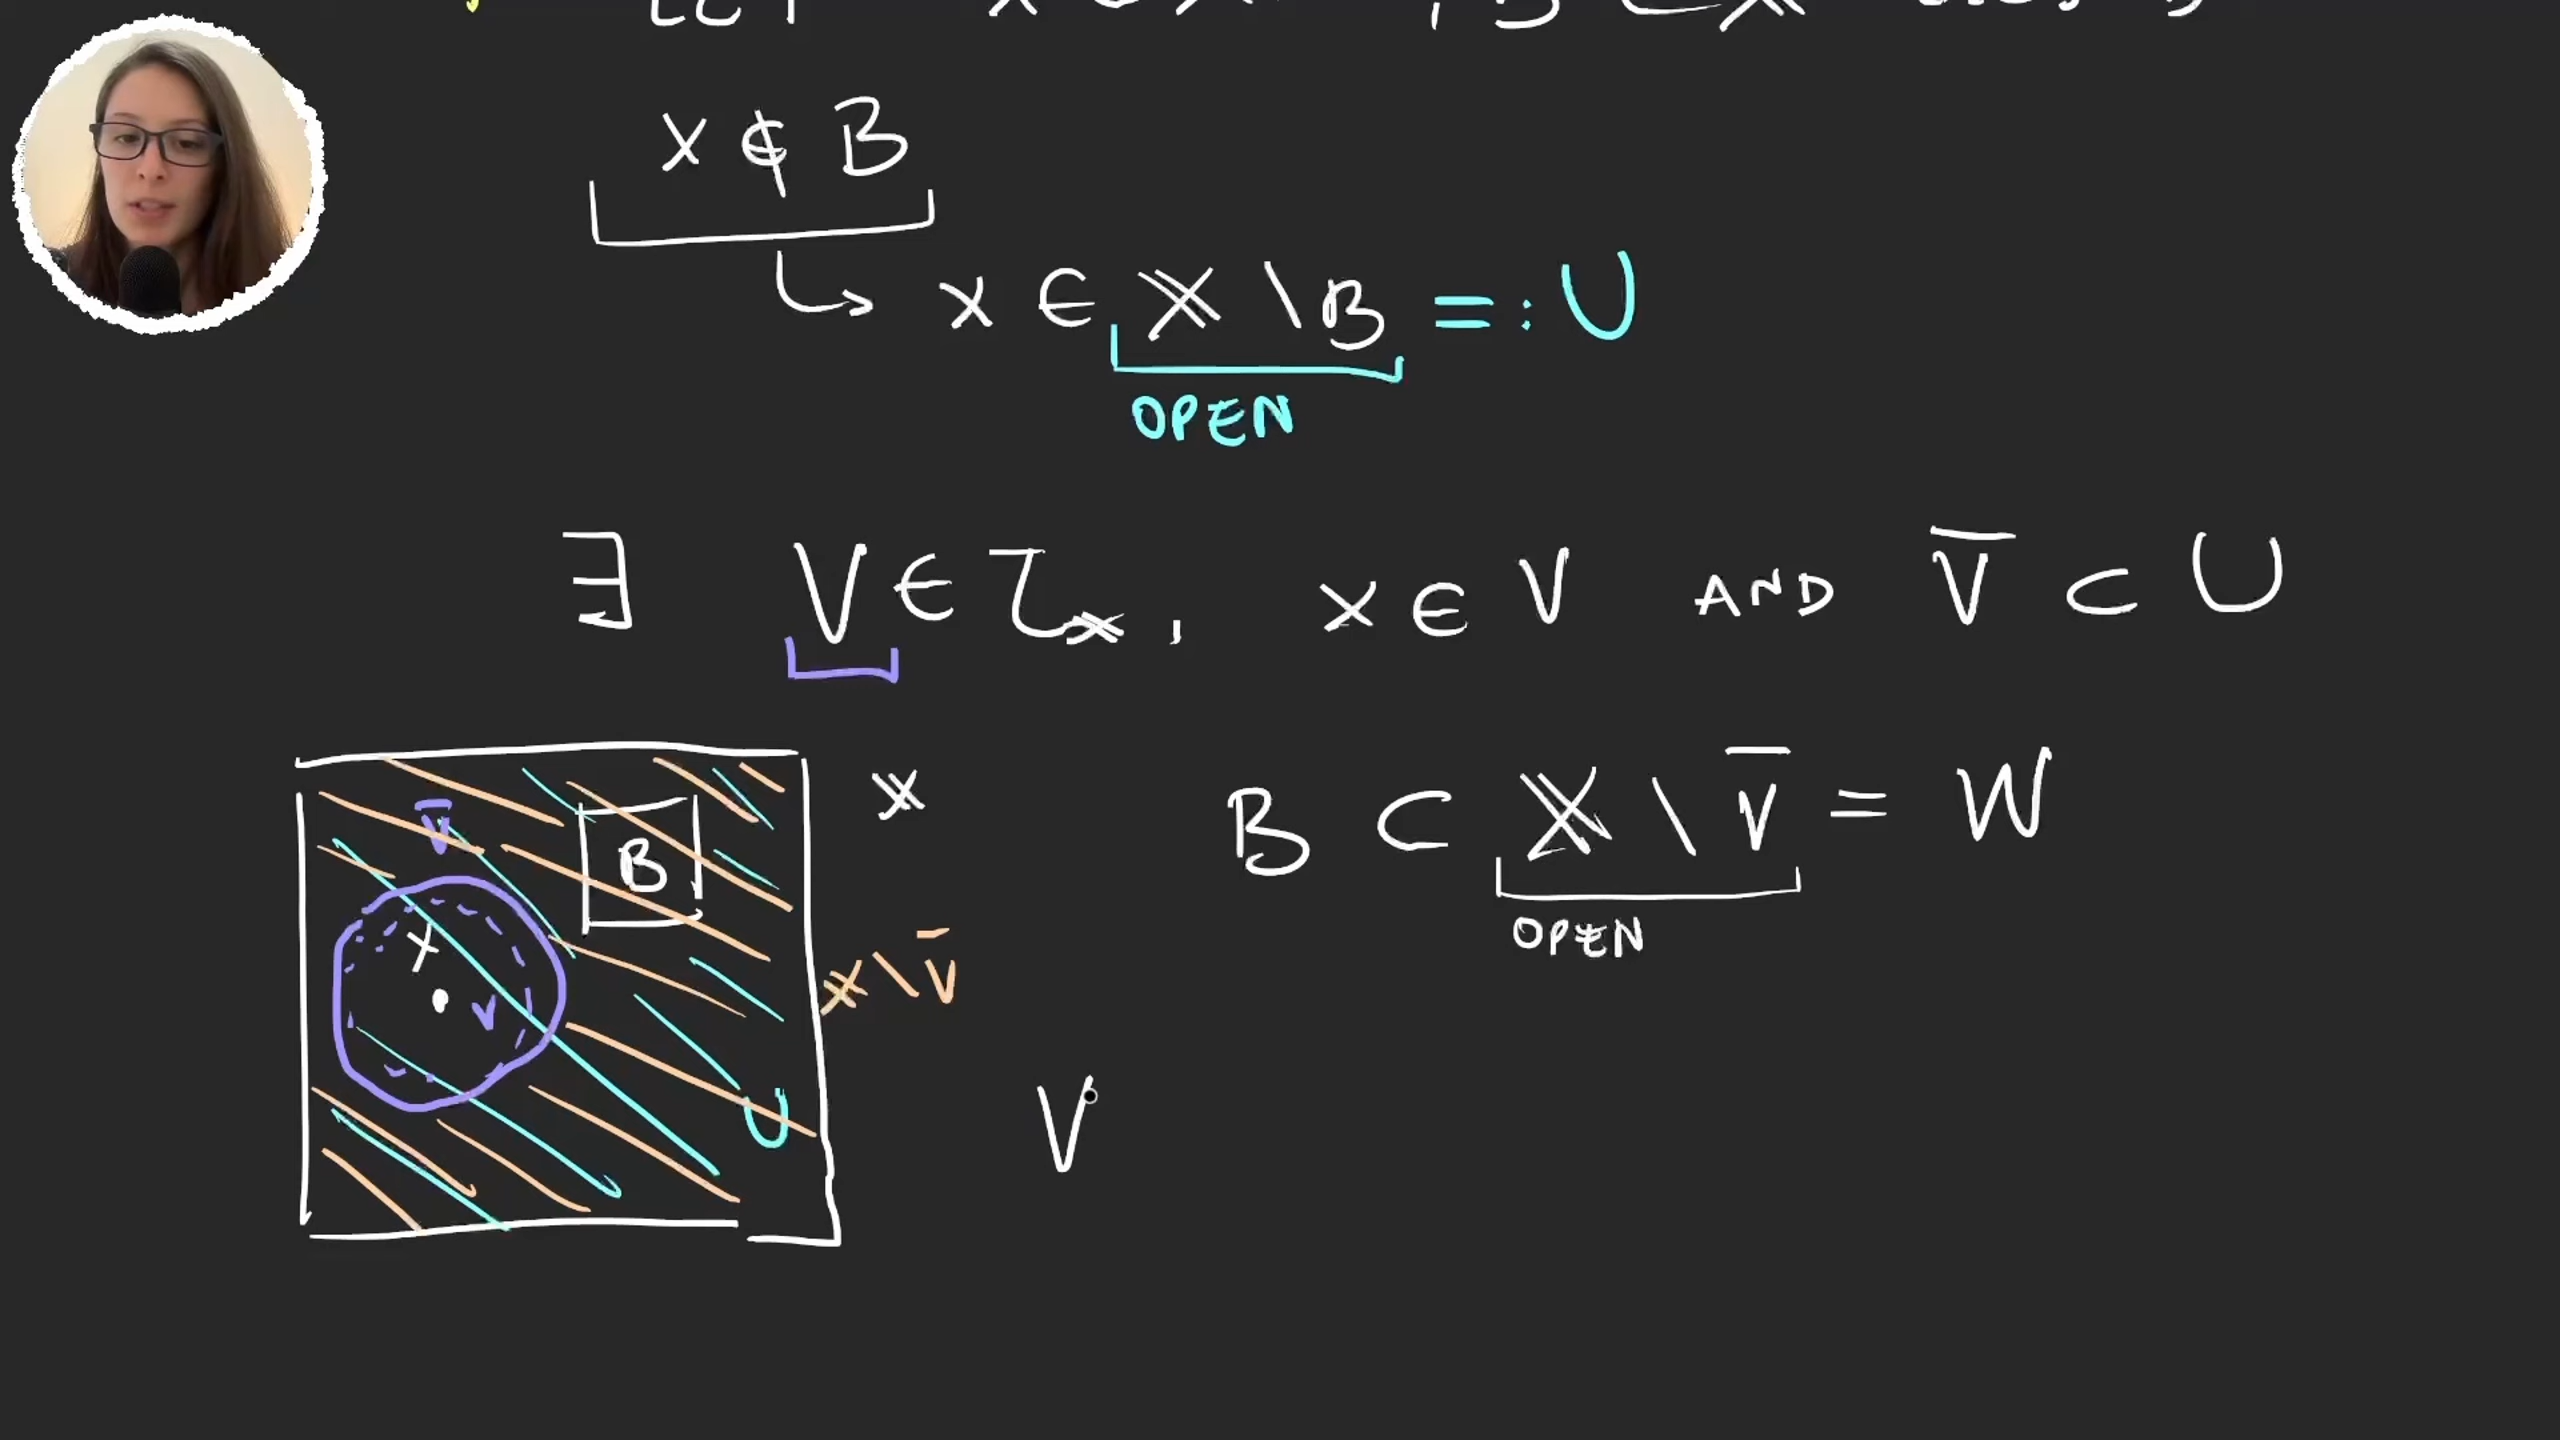 x ∉ B
x ∈ 𝕏 \ B =: U
OPEN
∃ V ∈ τ_𝕏, x ∈ V AND V̅ ⊂ U
𝕏
V̅
B
x
V
U
𝕏 \ V̅
B ⊂ 𝕏 \ V̅ = W
OPEN
V